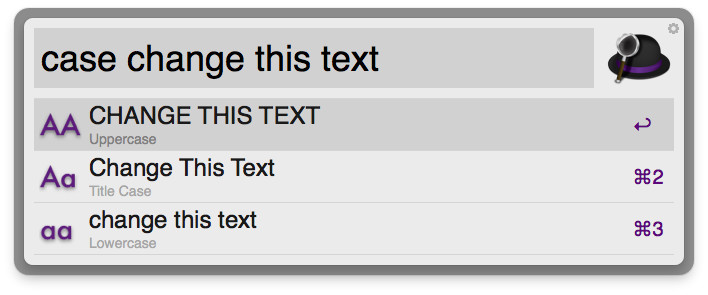 case change this text
AA CHANGE THIS TEXT ↩
Uppercase
Aa Change This Text ⌘2
Title Case
aa change this text ⌘3
Lowercase